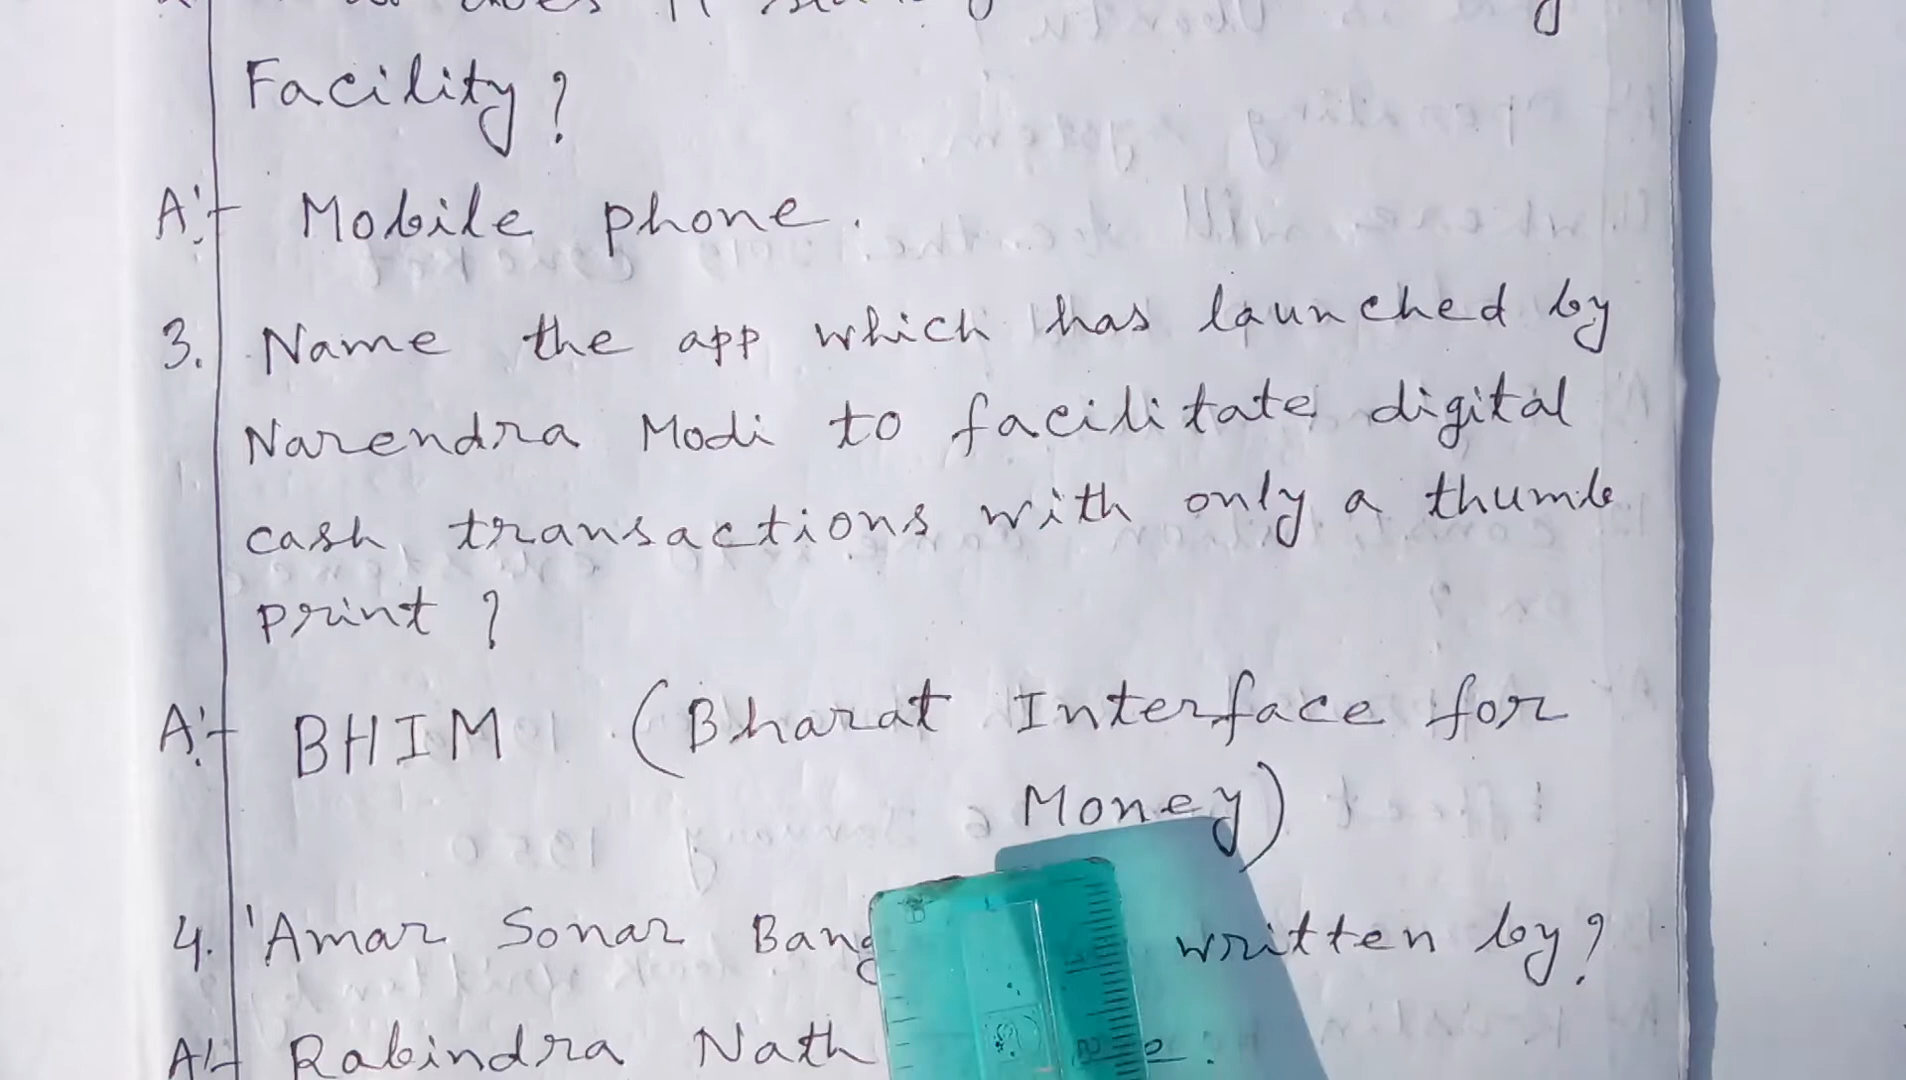 Facility?
A:- Mobile phone.
3. Name the app which has launched by
Narendra Modi to facilitate digital
cash transactions with only a thumb
print?
A:- BHIM (Bharat Interface for
Money)
4. 'Amar Sonar Bang written by?
A:- Rabindra Nath